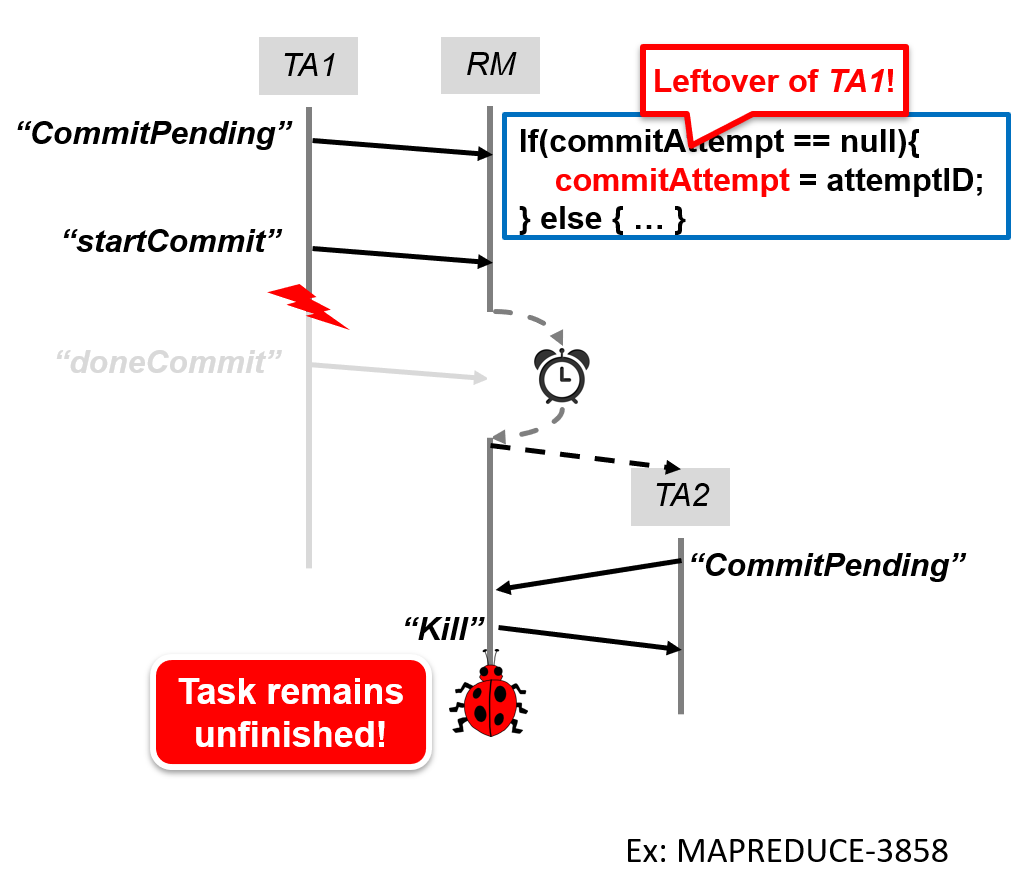 TA1
RM
Leftover of TA1!
“CommitPending”
If(commitAttempt == null){
commitAttempt = attemptID;
} else { … }
“startCommit”
“doneCommit”
TA2
“CommitPending”
“Kill”
Task remains
unfinished!
Ex: MAPREDUCE-3858